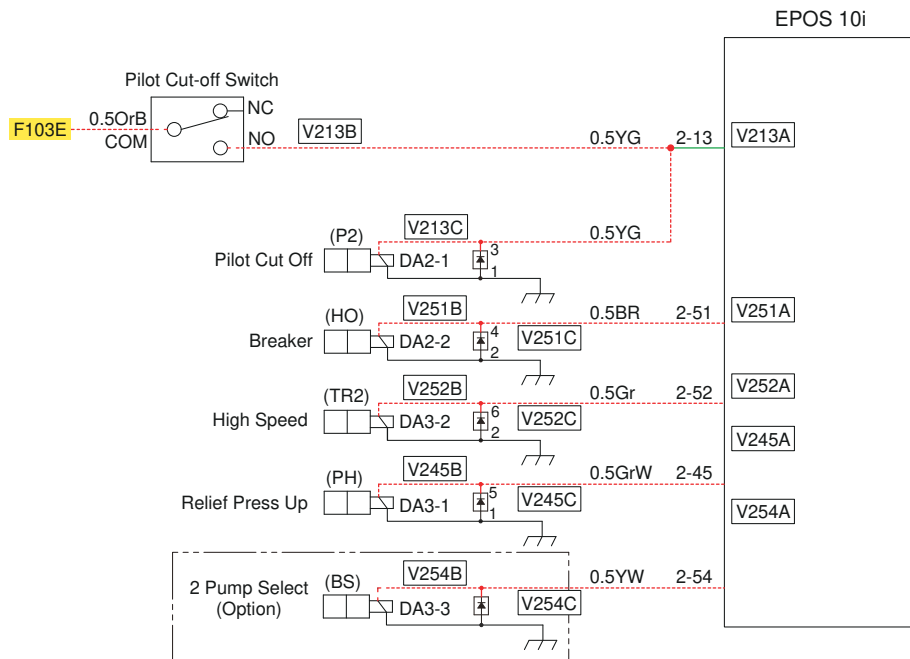 EPOS 10i
Pilot Cut-off Switch
F103E
0.5OrB
COM
NC
NO
V213B
0.5YG
2-13
V213A
Pilot Cut Off
(P2)
V213C
DA2-1
3
1
0.5YG
Breaker
(HO)
V251B
DA2-2
4
2
V251C
0.5BR
2-51
V251A
High Speed
(TR2)
V252B
DA3-2
6
2
V252C
0.5Gr
2-52
V252A
Relief Press Up
(PH)
V245B
DA3-1
5
1
V245C
0.5GrW
2-45
V245A
2 Pump Select
(Option)
(BS)
V254B
DA3-3
V254C
0.5YW
2-54
V254A